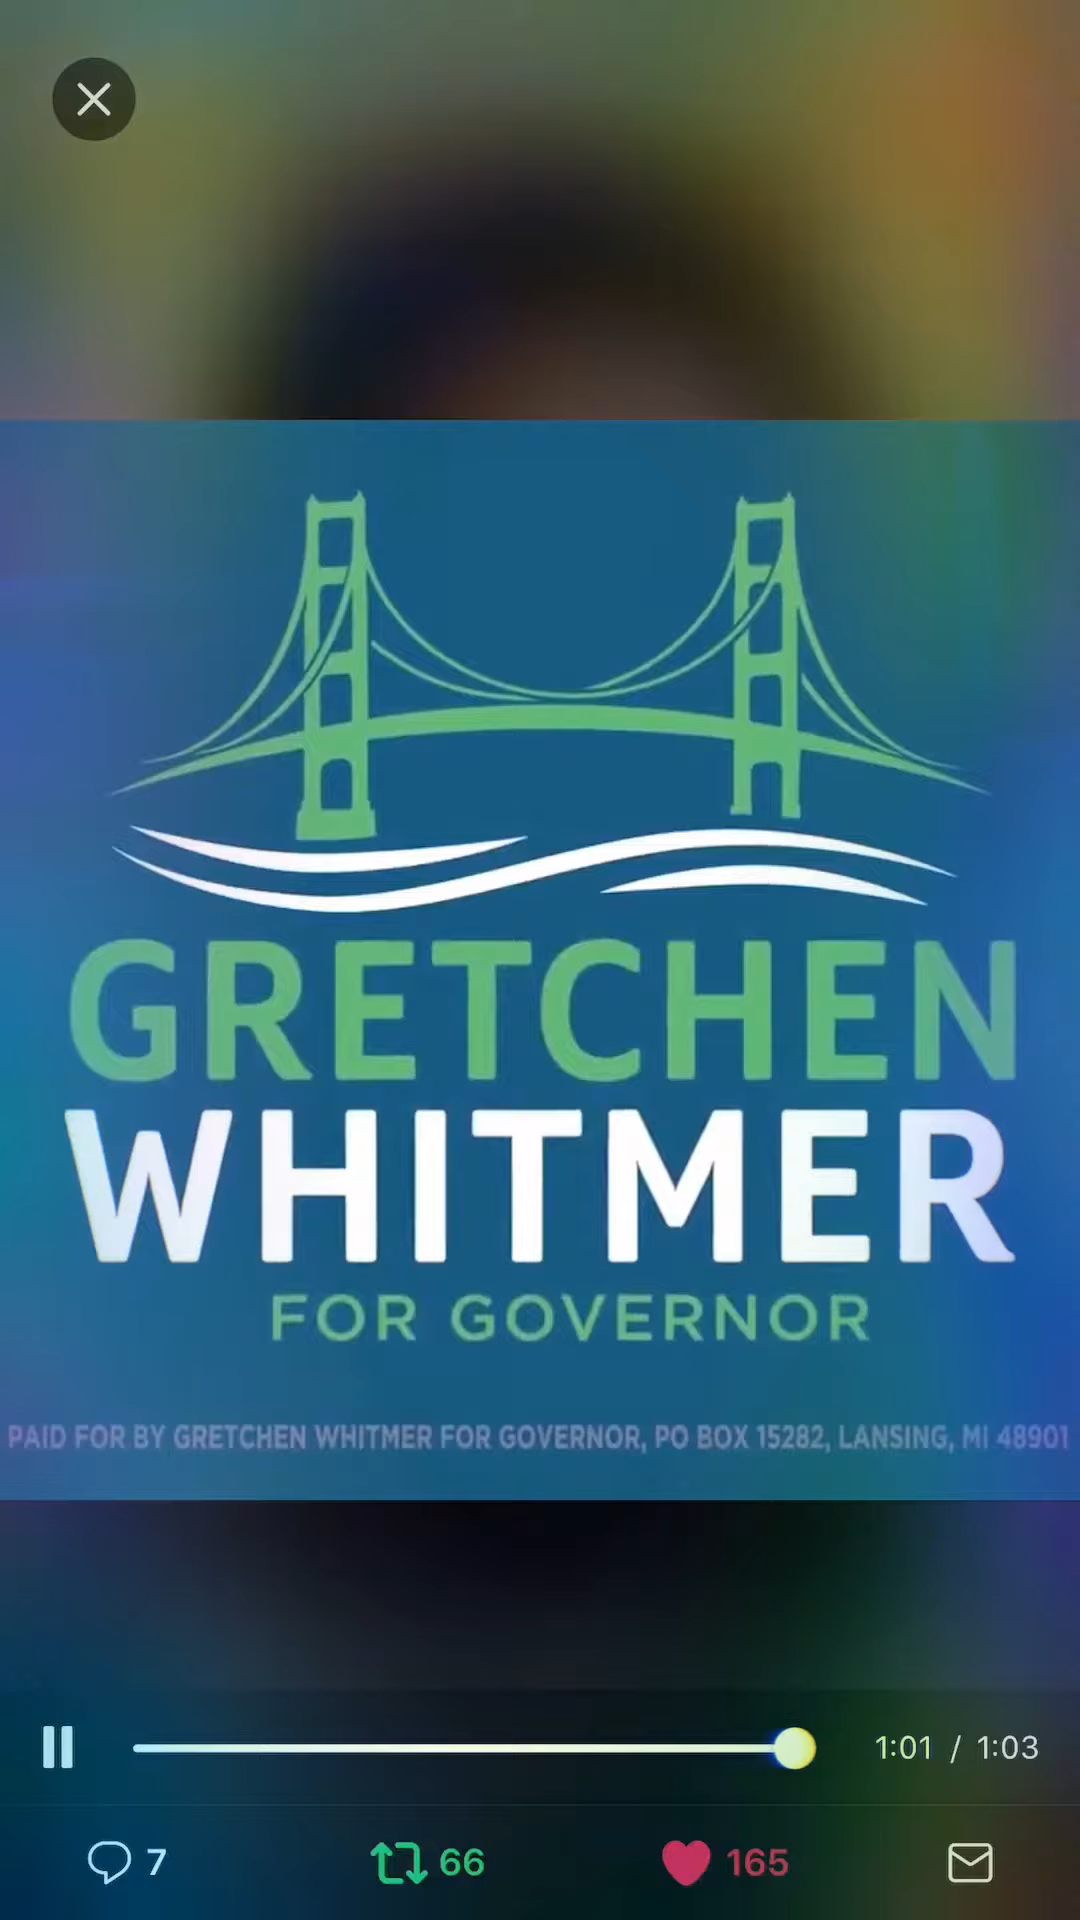 GRETCHEN
WHITMER
FOR GOVERNOR
PAID FOR BY GRETCHEN WHITMER FOR GOVERNOR, PO BOX 15282, LANSING, MI 48901
1:01 / 1:03
7 66 165